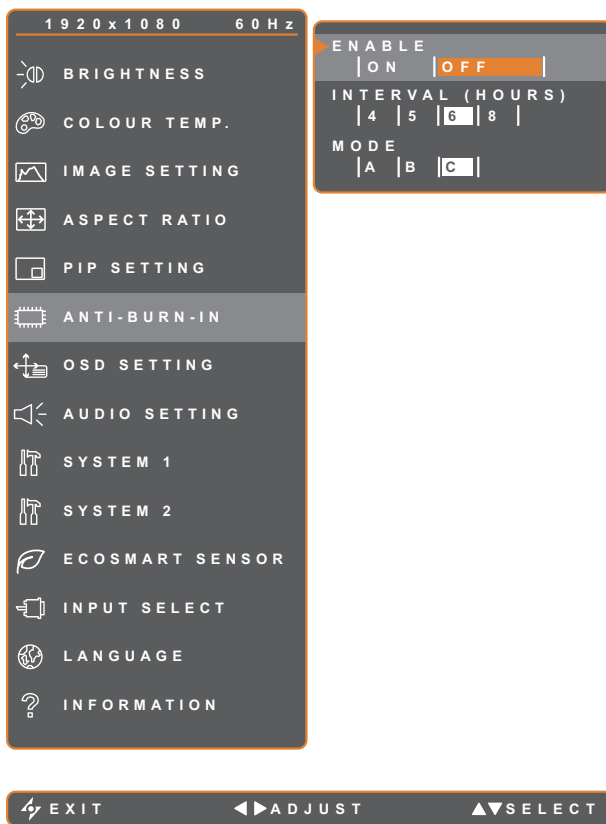 1920x1080 60Hz
BRIGHTNESS
COLOUR TEMP.
IMAGE SETTING
ASPECT RATIO
PIP SETTING
ANTI-BURN-IN
OSD SETTING
AUDIO SETTING
SYSTEM 1
SYSTEM 2
ECOSMART SENSOR
INPUT SELECT
LANGUAGE
INFORMATION
ENABLE
ON OFF
INTERVAL (HOURS)
4 5 6 8
MODE
A B C
EXIT ADJUST SELECT